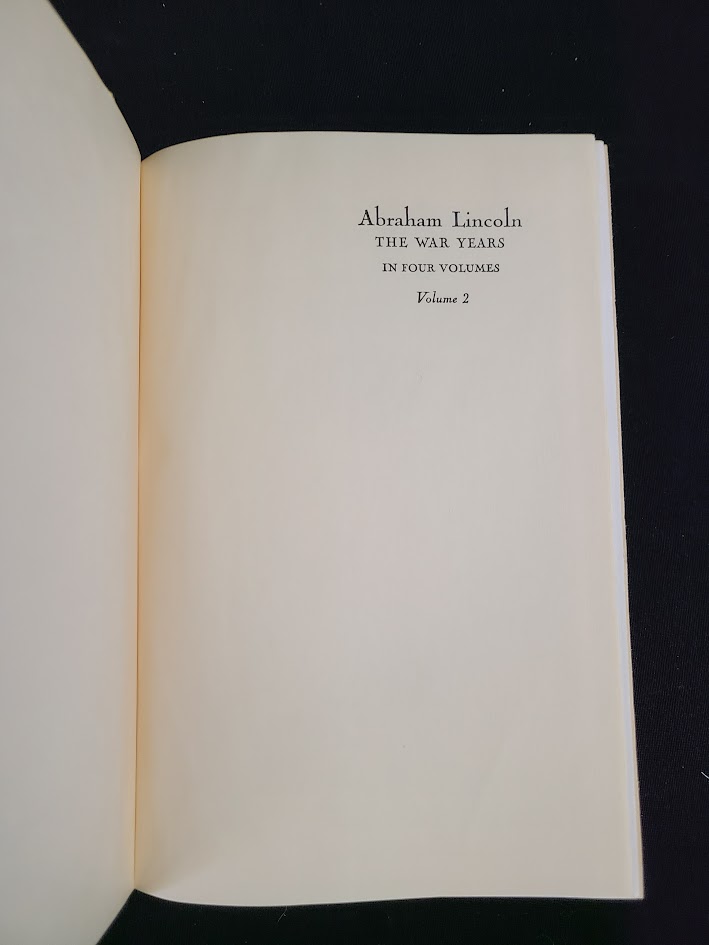 Abraham Lincoln
THE WAR YEARS
IN FOUR VOLUMES
Volume 2